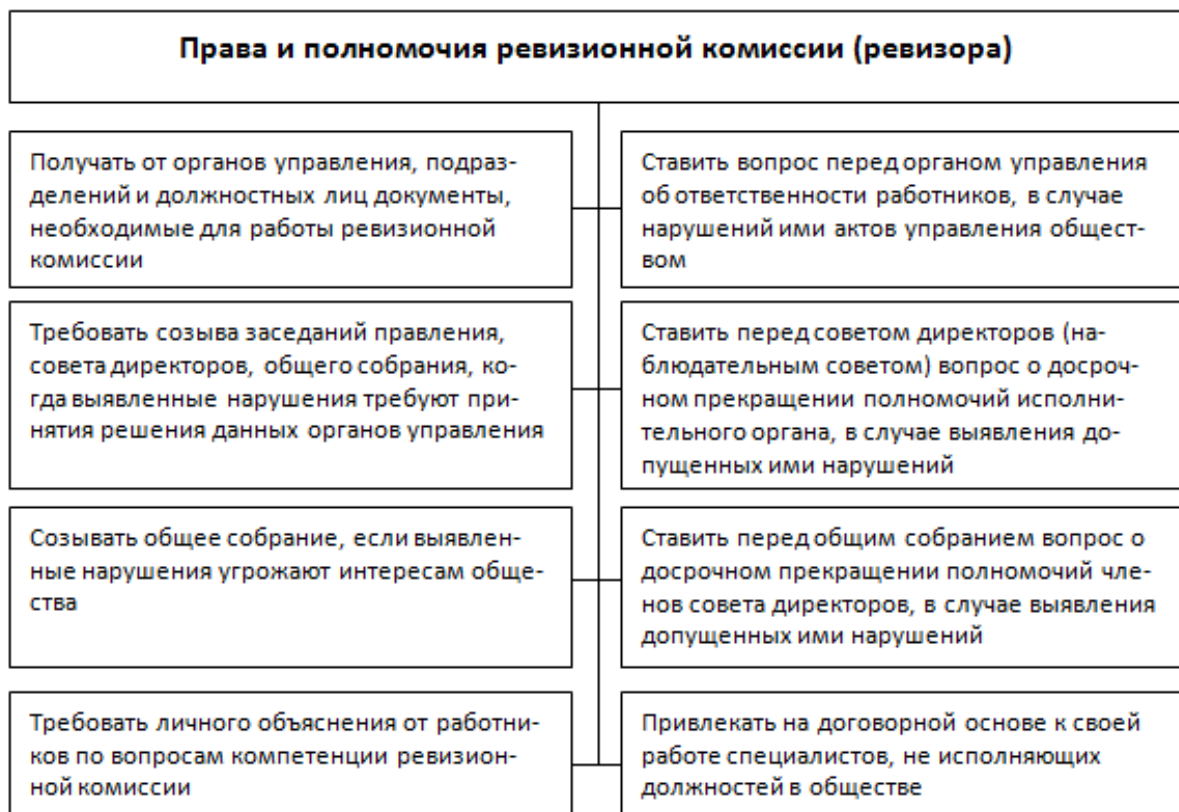 Права и полномочия ревизионной комиссии (ревизора)
Получать от органов управления, подраз-
делений и должностных лиц документы,
необходимые для работы ревизионной
комиссии
Ставить вопрос перед органом управления
об ответственности работников, в случае
нарушений ими актов управления общест-
вом
Требовать созыва заседаний правления,
совета директоров, общего собрания, ко-
гда выявленные нарушения требуют при-
нятия решения данных органов управления
Ставить перед советом директоров (на-
блюдательным советом) вопрос о досроч-
ном прекращении полномочий исполни-
тельного органа, в случае выявления до-
пущенных ими нарушений
Созывать общее собрание, если выявлен-
ные нарушения угрожают интересам обще-
ства
Ставить перед общим собранием вопрос о
досрочном прекращении полномочий чле-
нов совета директоров, в случае выявления
допущенных ими нарушений
Требовать личного объяснения от работни-
ков по вопросам компетенции ревизион-
ной комиссии
Привлекать на договорной основе к своей
работе специалистов, не исполняющих
должностей в обществе